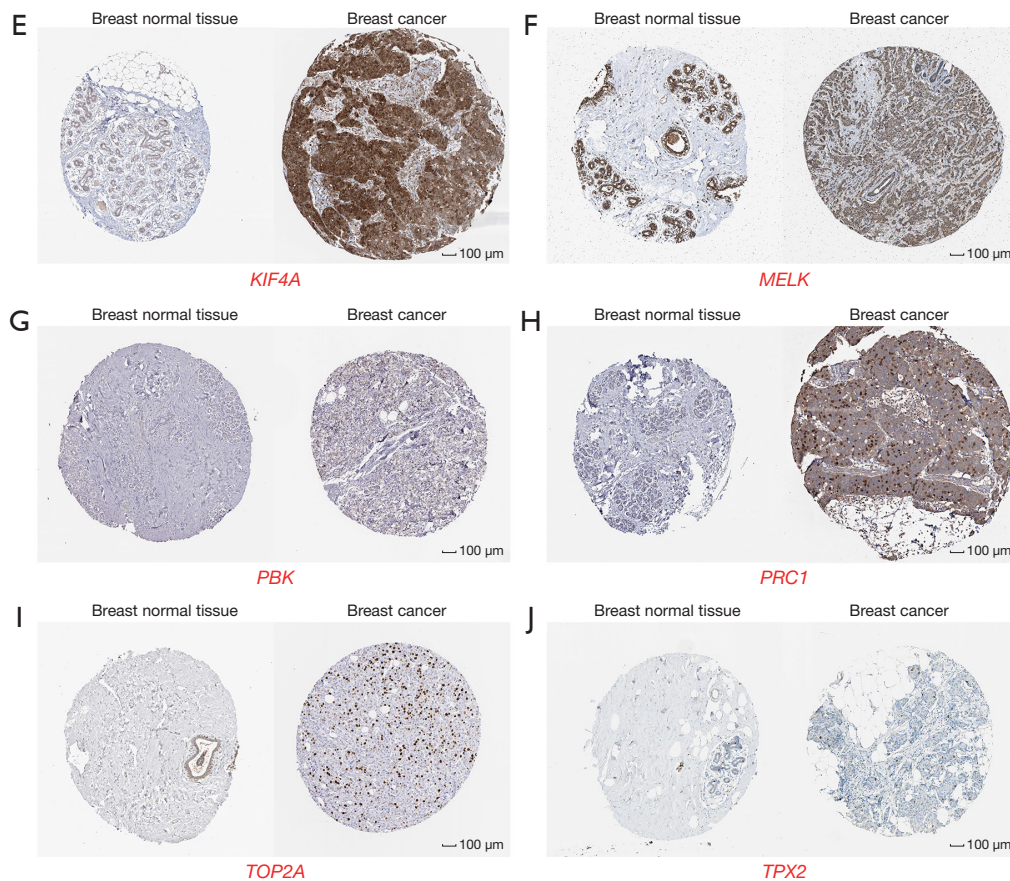 E
Breast normal tissue
Breast cancer
100 µm
KIF4A
F
Breast normal tissue
Breast cancer
100 µm
MELK
G
Breast normal tissue
Breast cancer
100 µm
PBK
H
Breast normal tissue
Breast cancer
100 µm
PRC1
I
Breast normal tissue
Breast cancer
100 µm
TOP2A
J
Breast normal tissue
Breast cancer
100 µm
TPX2